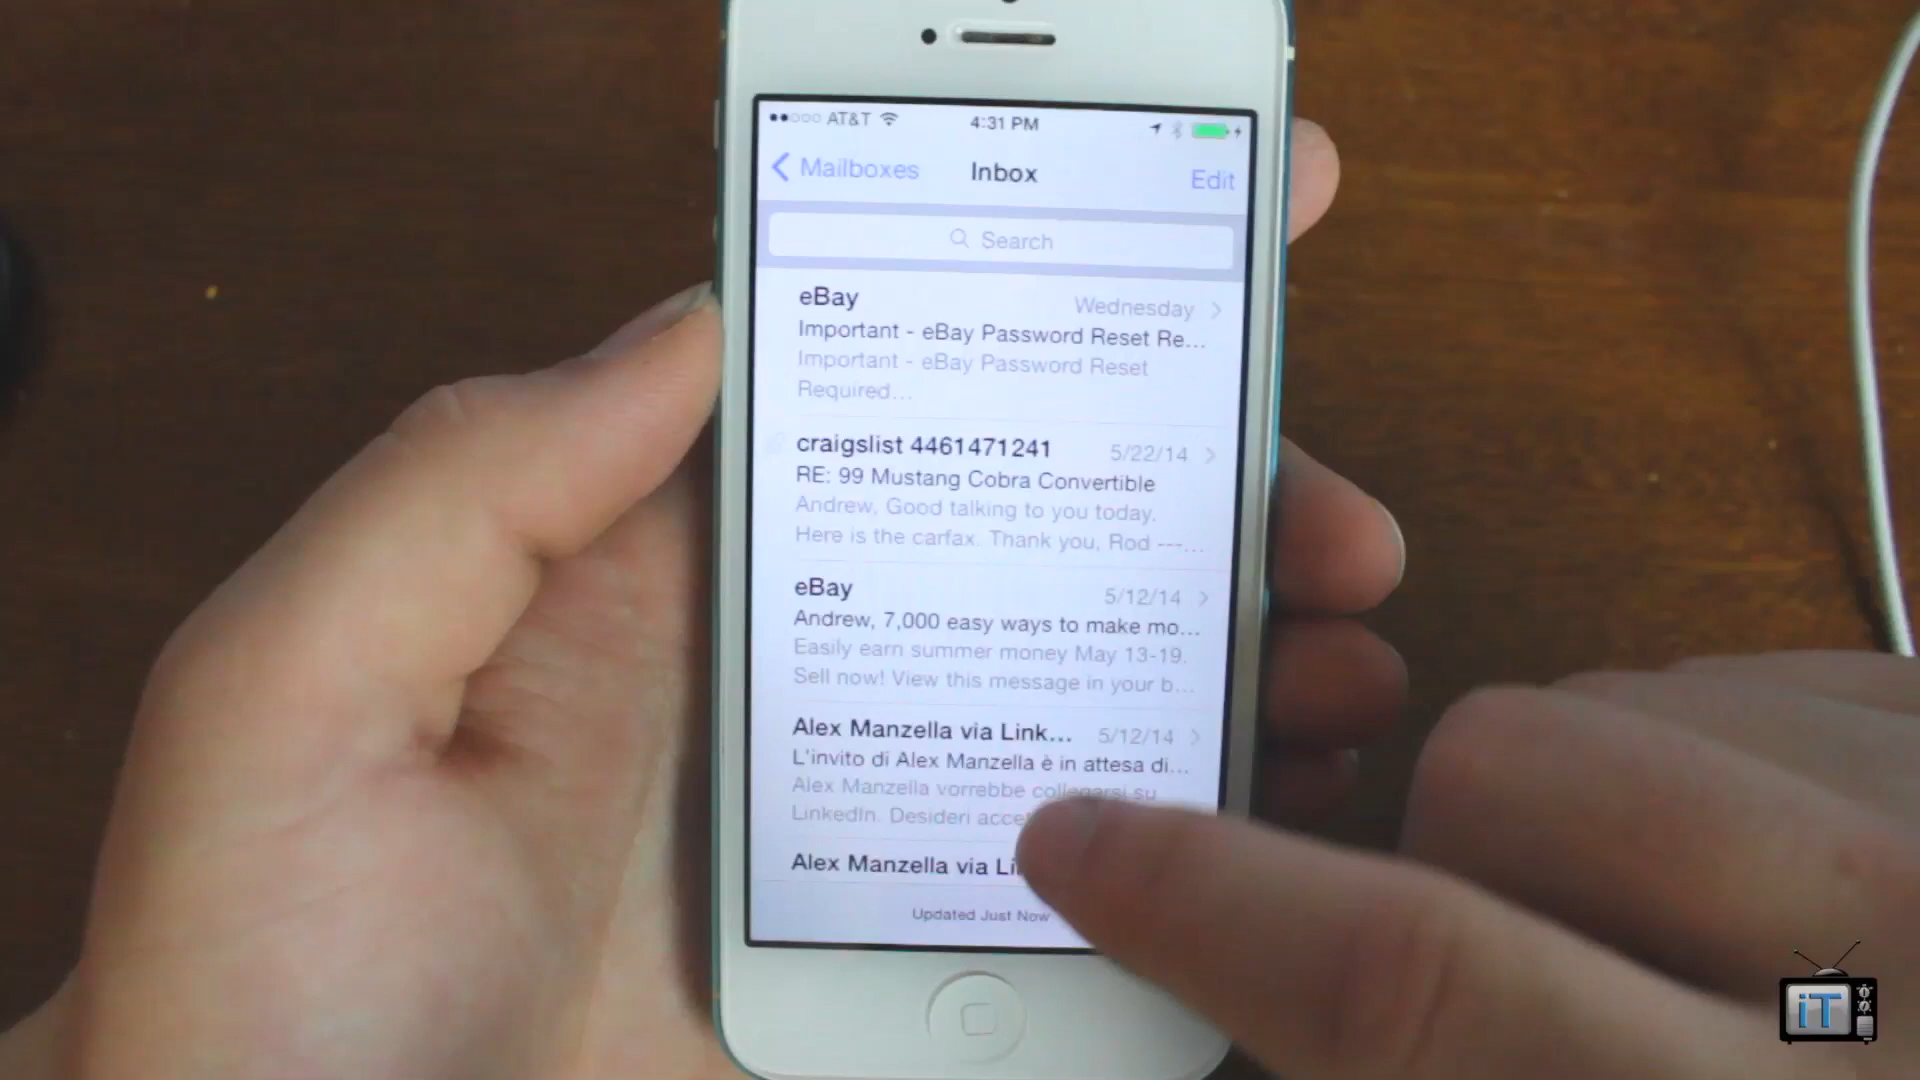 AT&T 4:31 PM
Mailboxes Inbox Edit
Search
eBay Wednesday
Important - eBay Password Reset Re...
Important - eBay Password Reset
Required...
craigslist 4461471241 5/22/14
RE: 99 Mustang Cobra Convertible
Andrew, Good talking to you today.
Here is the carfax. Thank you, Rod ---...
eBay 5/12/14
Andrew, 7,000 easy ways to make mo...
Easily earn summer money May 13-19.
Sell now! View this message in your b...
Alex Manzella via Link... 5/12/14
L'invito di Alex Manzella è in attesa di...
Alex Manzella vorrebbe collegarsi su
LinkedIn. Desideri
Alex Manzella via
Updated Just Now
iT